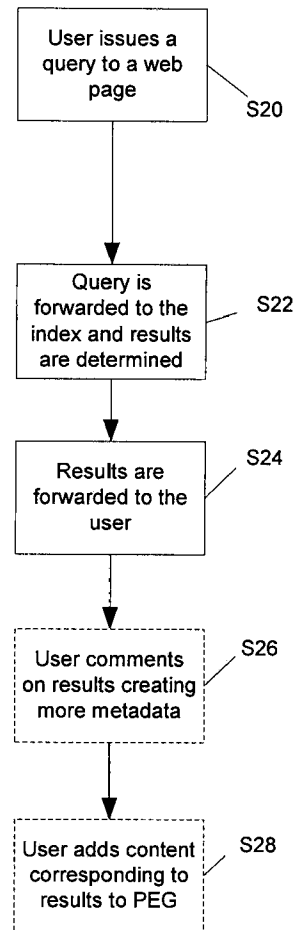 User issues a
query to a web
page
S20
Query is
forwarded to the
index and results
are determined
S22
Results are
forwarded to the
user
S24
User comments
on results creating
more metadata
S26
User adds content
corresponding to
results to PEG
S28